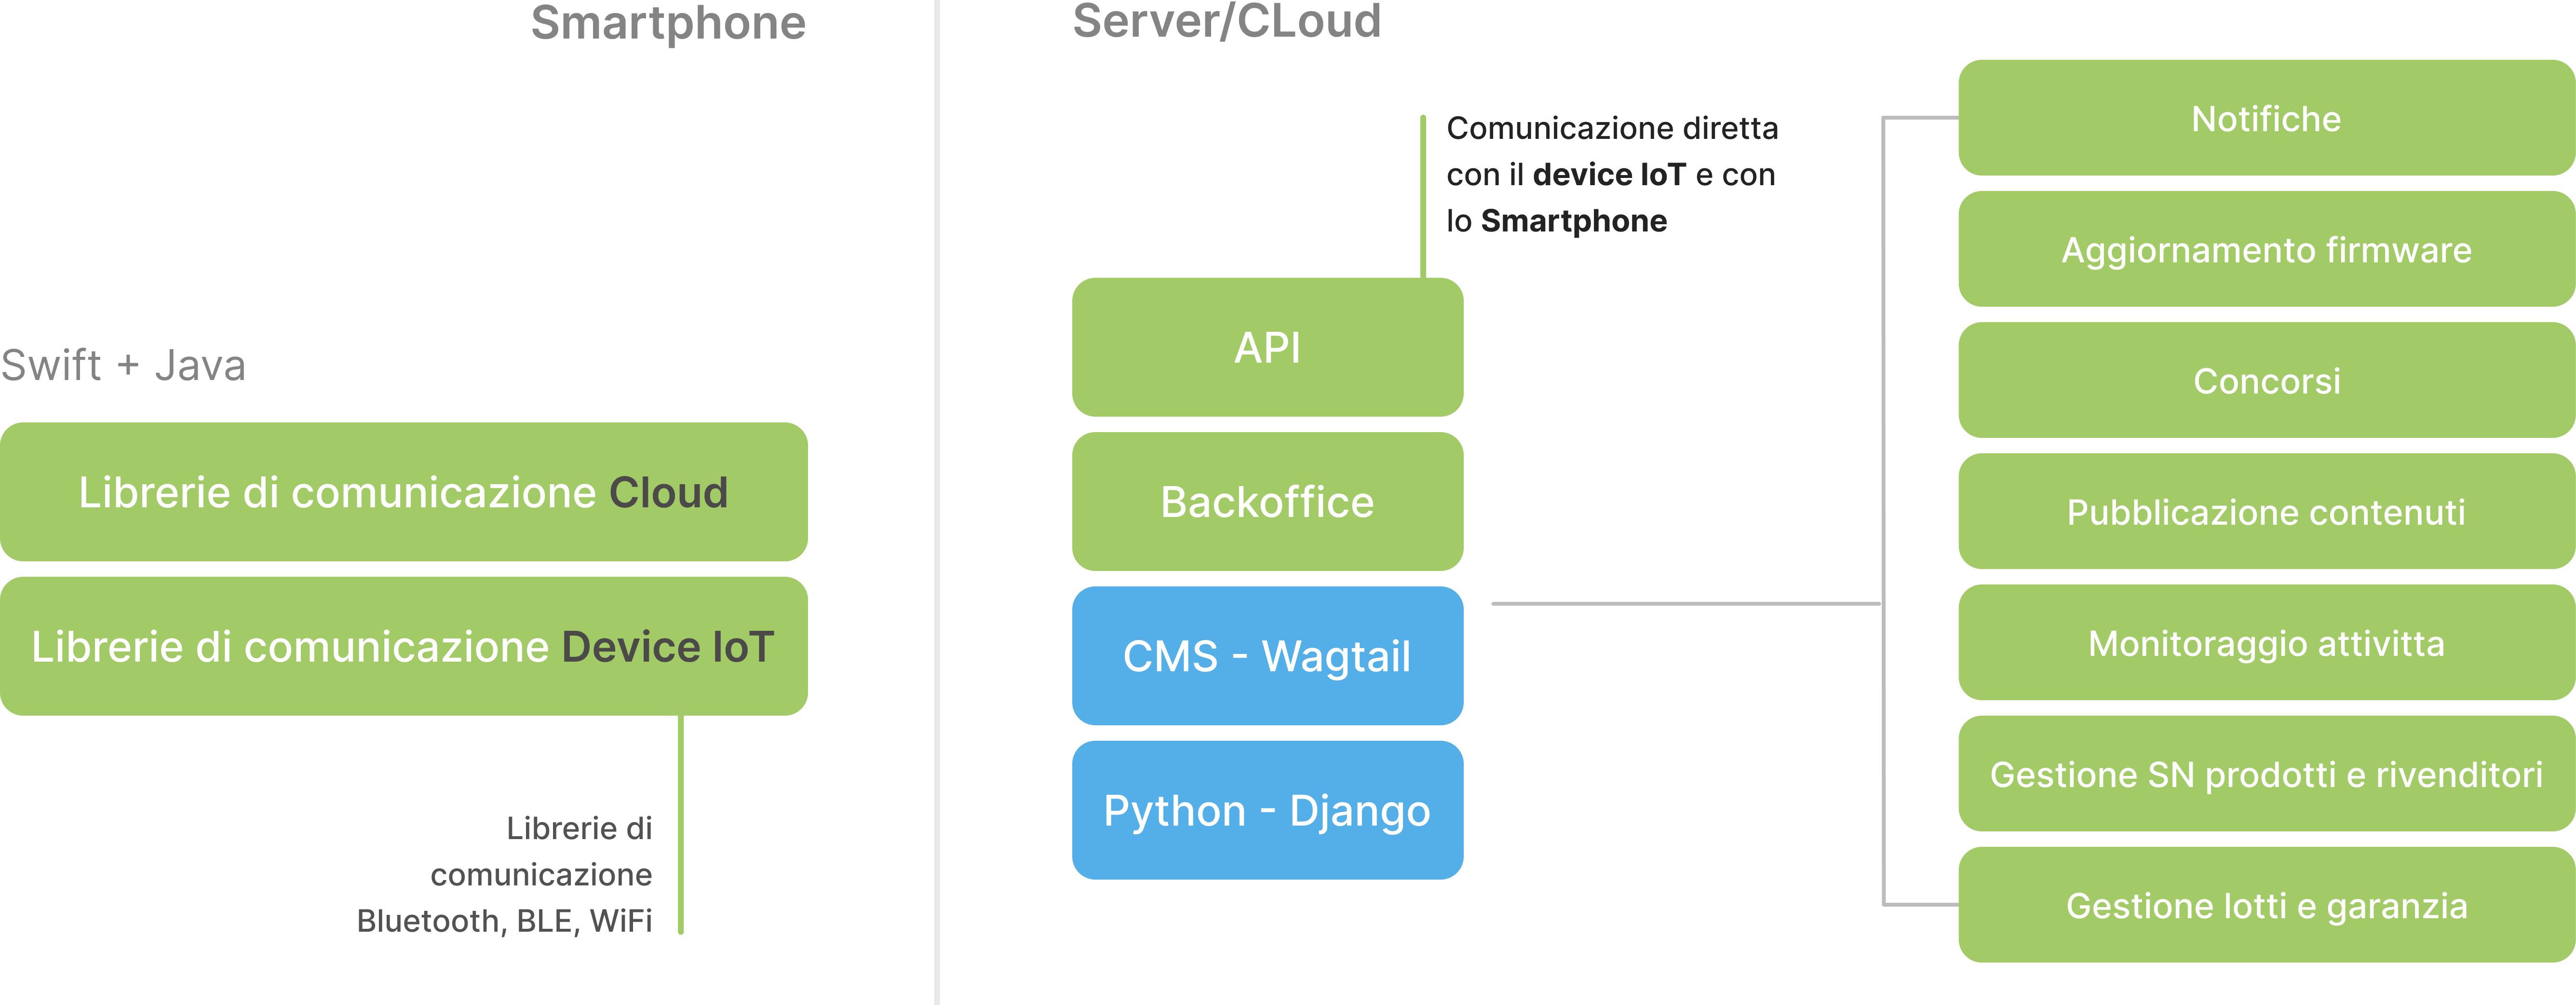 Smartphone
Swift + Java
Librerie di comunicazione Cloud
Librerie di comunicazione Device IoT
Librerie di
comunicazione
Bluetooth, BLE, WiFi
Server/CLoud
Comunicazione diretta
con il device IoT e con
lo Smartphone
API
Backoffice
CMS - Wagtail
Python - Django
Notifiche
Aggiornamento firmware
Concorsi
Pubblicazione contenuti
Monitoraggio attivitta
Gestione SN prodotti e rivenditori
Gestione lotti e garanzia